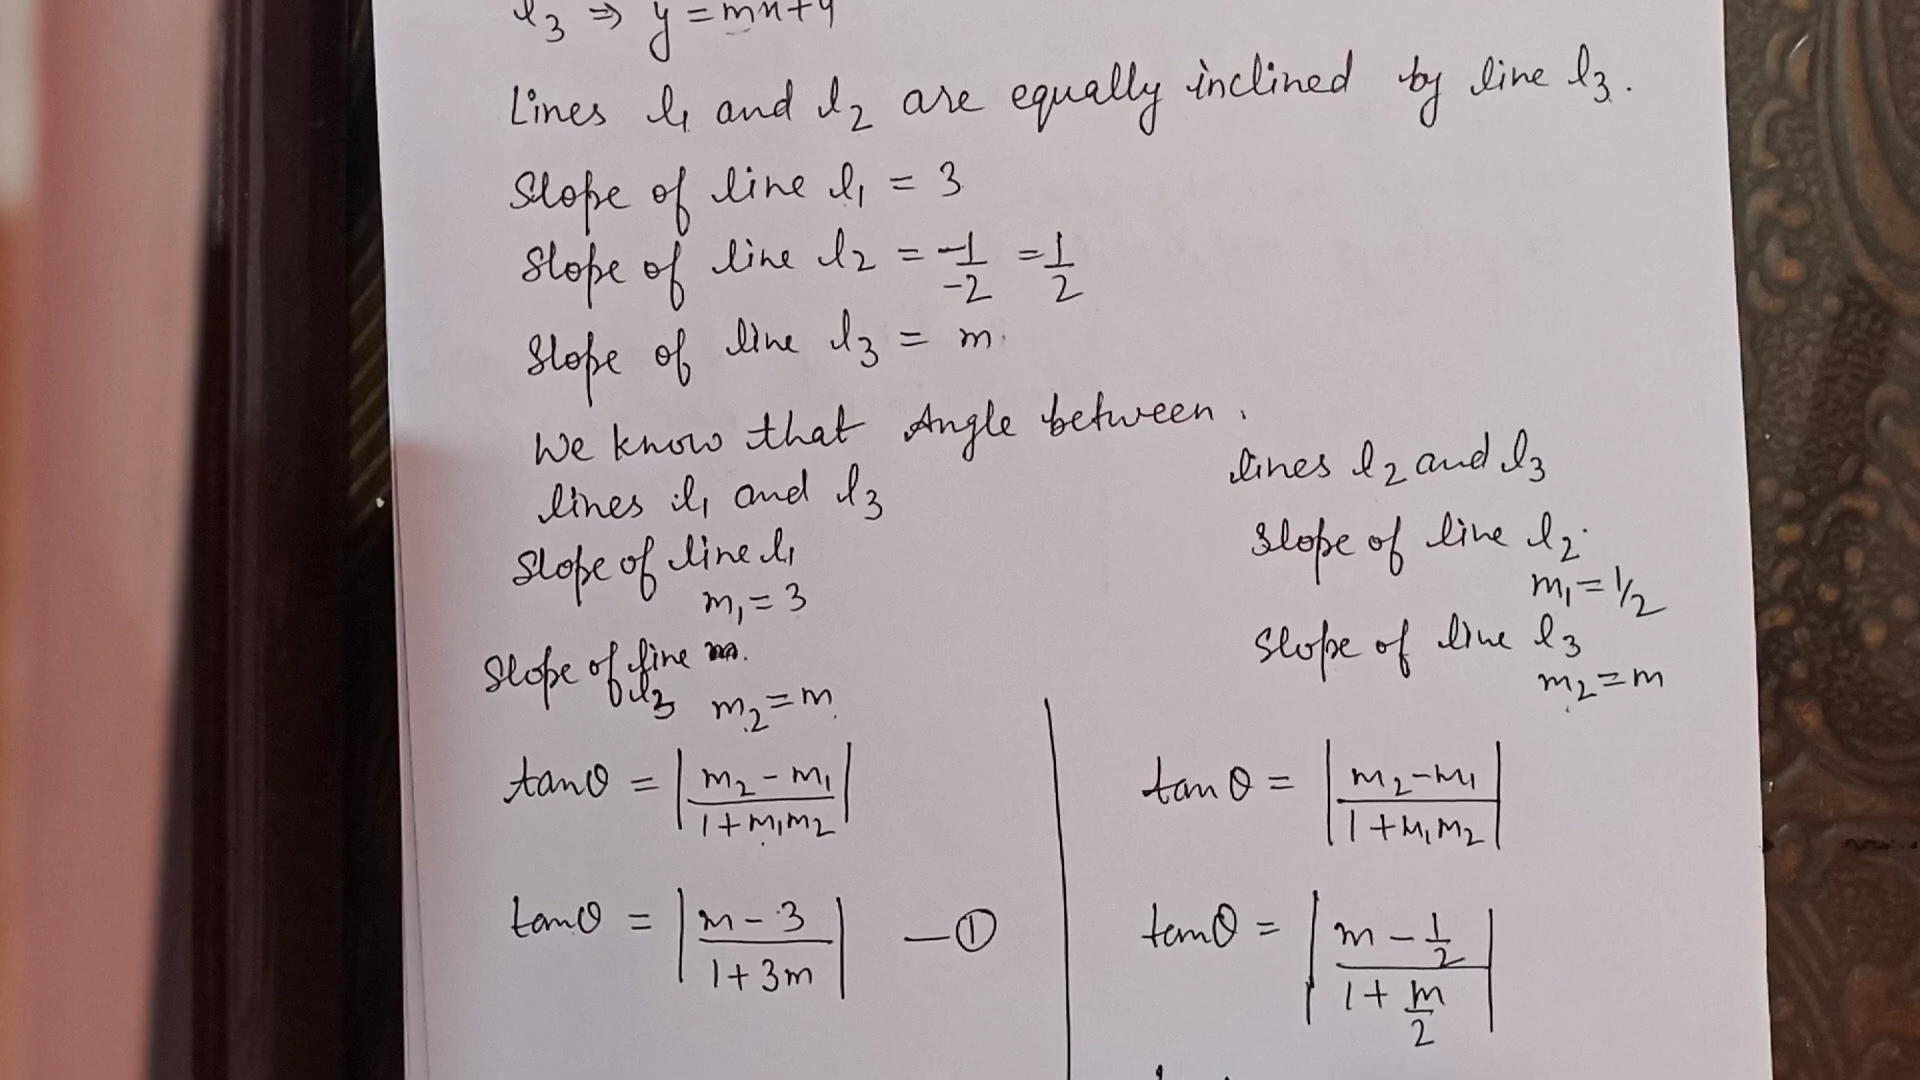 l₃ ⇒ y = mx+4
Lines l₁ and l₂ are equally inclined by line l₃.
Slope of line l₁ = 3
Slope of line l₂ = -1/-2 = 1/2
Slope of line l₃ = m.
We know that Angle between.
lines l₁ and l₃
Slope of line l₁
m₁ = 3
Slope of line
l₃ m₂ = m
tanθ = |m₂ - m₁ / 1 + m₁m₂|
tanθ = |m - 3 / 1 + 3m| —①
lines l₂ and l₃
Slope of line l₂.
m₁ = 1/2
Slope of line l₃
m₂ = m
tanθ = |m₂ - m₁ / 1 + m₁m₂|
tanθ = |m - 1/2 / 1 + m/2|